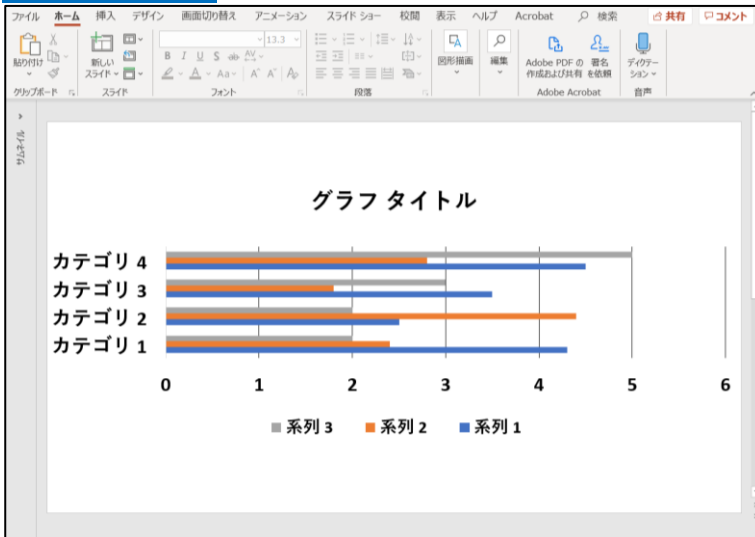 ファイル ホーム 挿入 デザイン 画面切り替え アニメーション スライド ショー 校閲 表示 ヘルプ Acrobat 検索 共有 コメント
13.3
B I U S ab AV
A Aa A A A
貼り付け
新しい
スライド
図形描画
編集
Adobe PDF の
作成および共有
署名
を依頼
ディクテー
ション
クリップボード スライド フォント 段落 Adobe Acrobat 音声
サムネイル
グラフ タイトル
カテゴリ 4
カテゴリ 3
カテゴリ 2
カテゴリ 1
0 1 2 3 4 5 6
系列 3 系列 2 系列 1